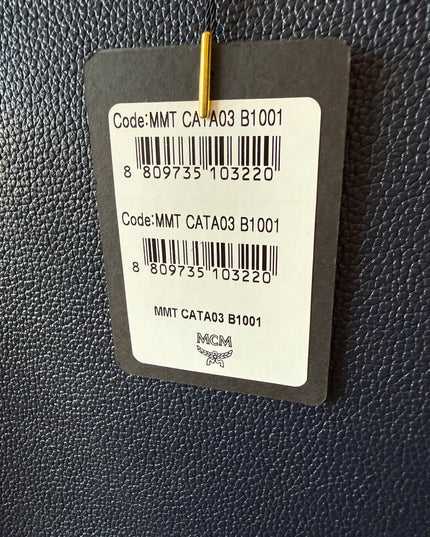 Code:MMT CATA03 B1001
8 809735 103220
Code:MMT CATA03 B1001
8 809735 103220
MMT CATA03 B1001
MCM